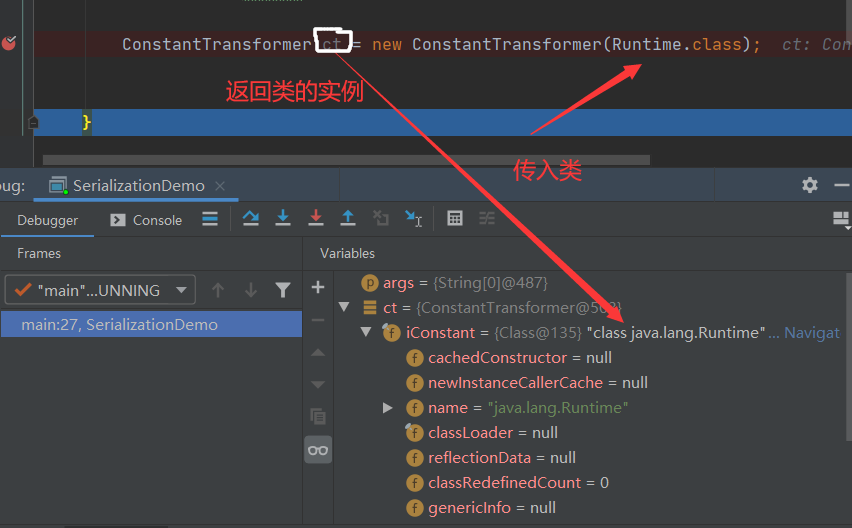 ConstantTransformer ct = new ConstantTransformer(Runtime.class); ct: Con
返回类的实例
}
传入类
bug: SerializationDemo
Debugger Console
Frames Variables
"main"...UNNING
args = {String[0]@487}
ct = {ConstantTransformer@5
main:27, SerializationDemo
iConstant = {Class@135} "class java.lang.Runtime" ... Navigat
cachedConstructor = null
newInstanceCallerCache = null
name = "java.lang.Runtime"
classLoader = null
reflectionData = null
classRedefinedCount = 0
genericInfo = null